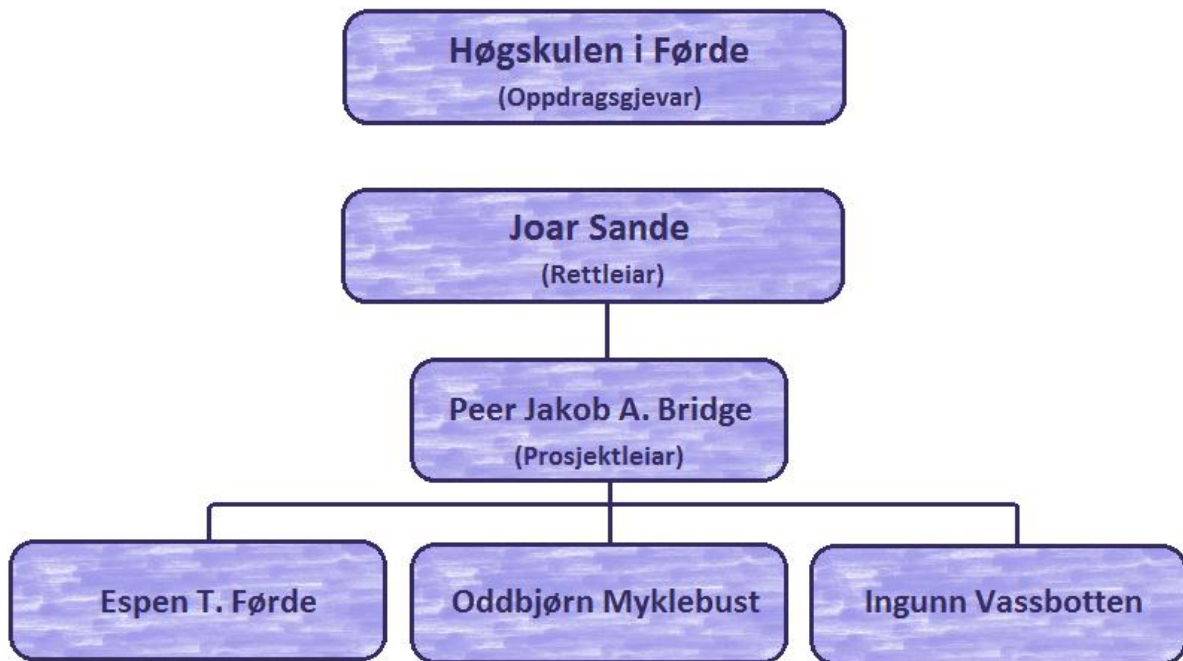 Høgskulen i Førde
(Oppdragsgjevar)
Joar Sande
(Rettleiar)
Peer Jakob A. Bridge
(Prosjektleiar)
Espen T. Førde
Oddbjørn Myklebust
Ingunn Vassbotten